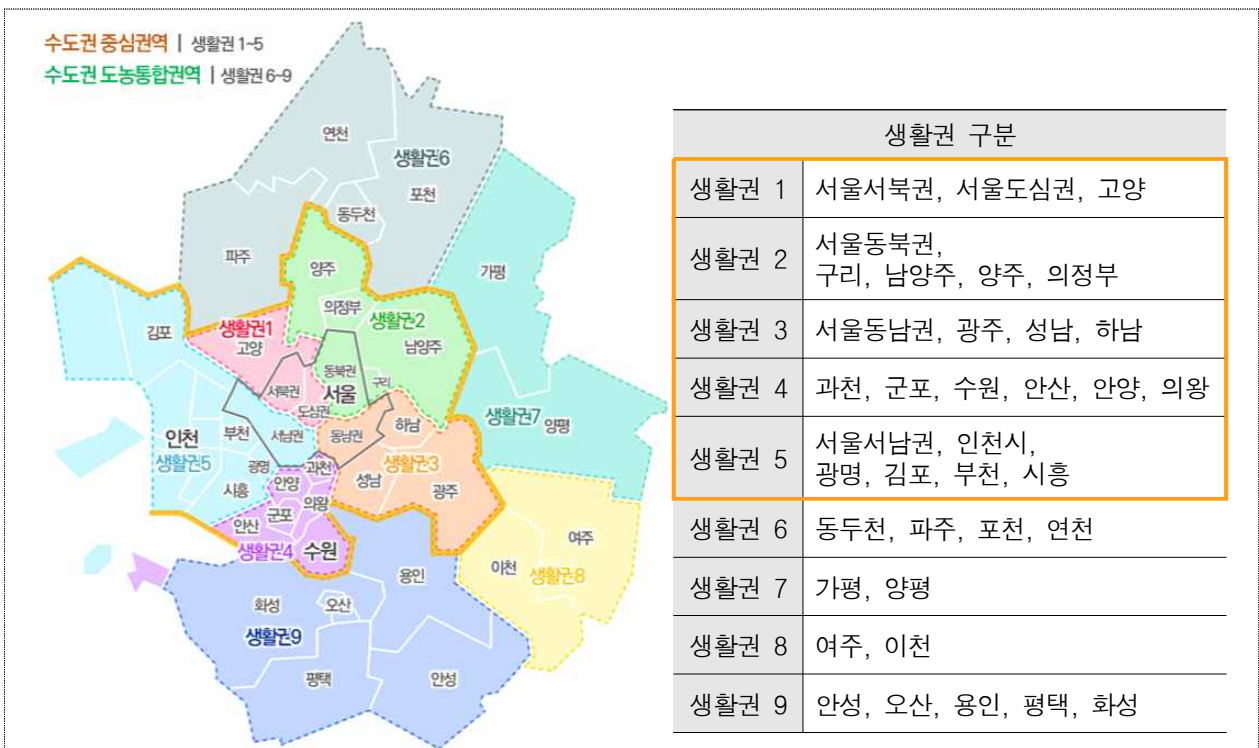 수도권 중심권역 | 생활권 1~5
수도권 도농통합권역 | 생활권 6~9
연천
생활권6
포천
동두천
파주
양주
가평
의정부
김포
생활권1
생활권2
고양
남양주
동북권
구리
서북권
서울
도심권
생활권7
양평
인천
부천
서남권
동남권
하남
생활권5
광명
과천
생활권3
시흥
안양
성남
광주
의왕
안산
군포
여주
생활권4
수원
이천
생활권8
용인
화성
오산
생활권9
평택
안성
생활권 구분
생활권 1 서울서북권, 서울도심권, 고양
생활권 2 서울동북권,
구리, 남양주, 양주, 의정부
생활권 3 서울동남권, 광주, 성남, 하남
생활권 4 과천, 군포, 수원, 안산, 안양, 의왕
생활권 5 서울서남권, 인천시,
광명, 김포, 부천, 시흥
생활권 6 동두천, 파주, 포천, 연천
생활권 7 가평, 양평
생활권 8 여주, 이천
생활권 9 안성, 오산, 용인, 평택, 화성